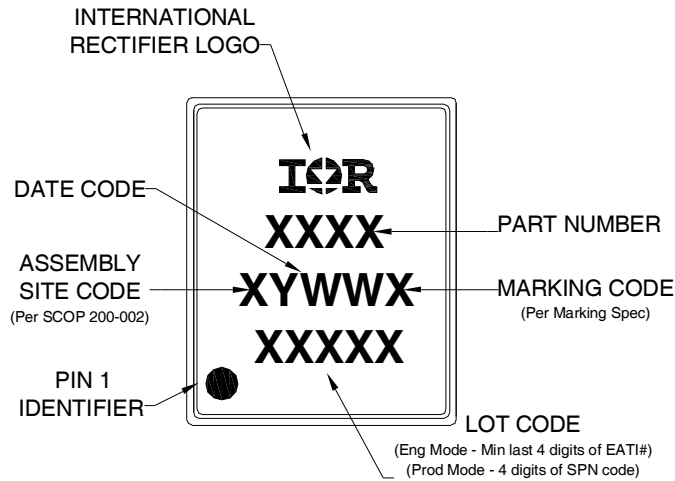 INTERNATIONAL
RECTIFIER LOGO
IOR
DATE CODE
XXXX
PART NUMBER
ASSEMBLY
SITE CODE
(Per SCOP 200-002)
XYWWX
MARKING CODE
(Per Marking Spec)
XXXXX
PIN 1
IDENTIFIER
LOT CODE
(Eng Mode - Min last 4 digits of EATI#)
(Prod Mode - 4 digits of SPN code)